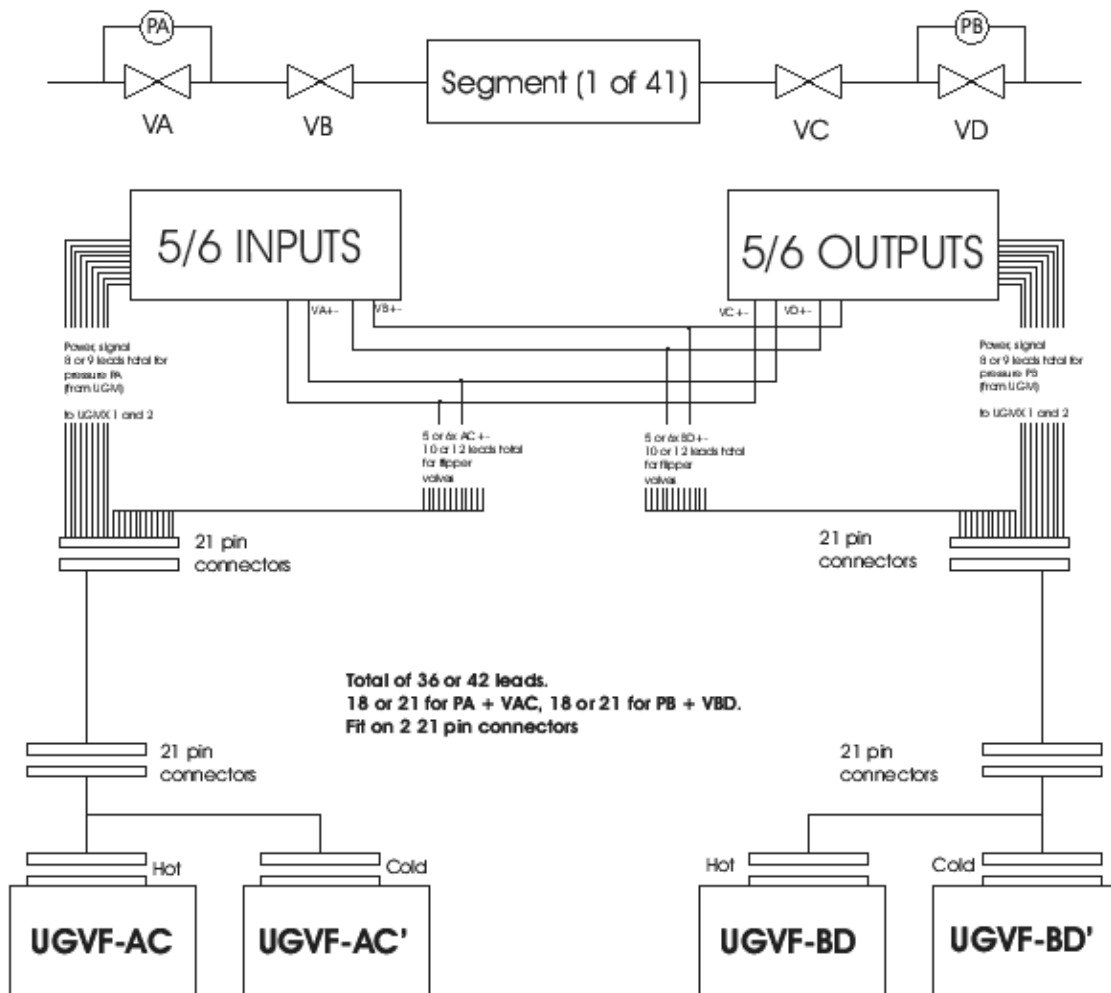 PA
PB
Segment (1 of 41)
VA
VB
VC
VD
5/6 INPUTS
5/6 OUTPUTS
VA+-
VB+-
VC+-
VD+-
Power, signal
8 or 9 leads total for
pressure PA
(from UGM)
to UGMX 1 and 2
Power, signal
8 or 9 leads total for
pressure PB
(from UGM)
to UGMX 1 and 2
5 or 6x AC+-
10 or 12 leads total
for flipper
valves
5 or 6x BD+-
10 or 12 leads total
for flipper
valves
21 pin
connectors
21 pin
connectors
Total of 36 or 42 leads.
18 or 21 for PA + VAC, 18 or 21 for PB + VBD.
Fit on 2 21 pin connectors
21 pin
connectors
21 pin
connectors
Hot
Cold
Hot
Cold
UGVF-AC
UGVF-AC'
UGVF-BD
UGVF-BD'